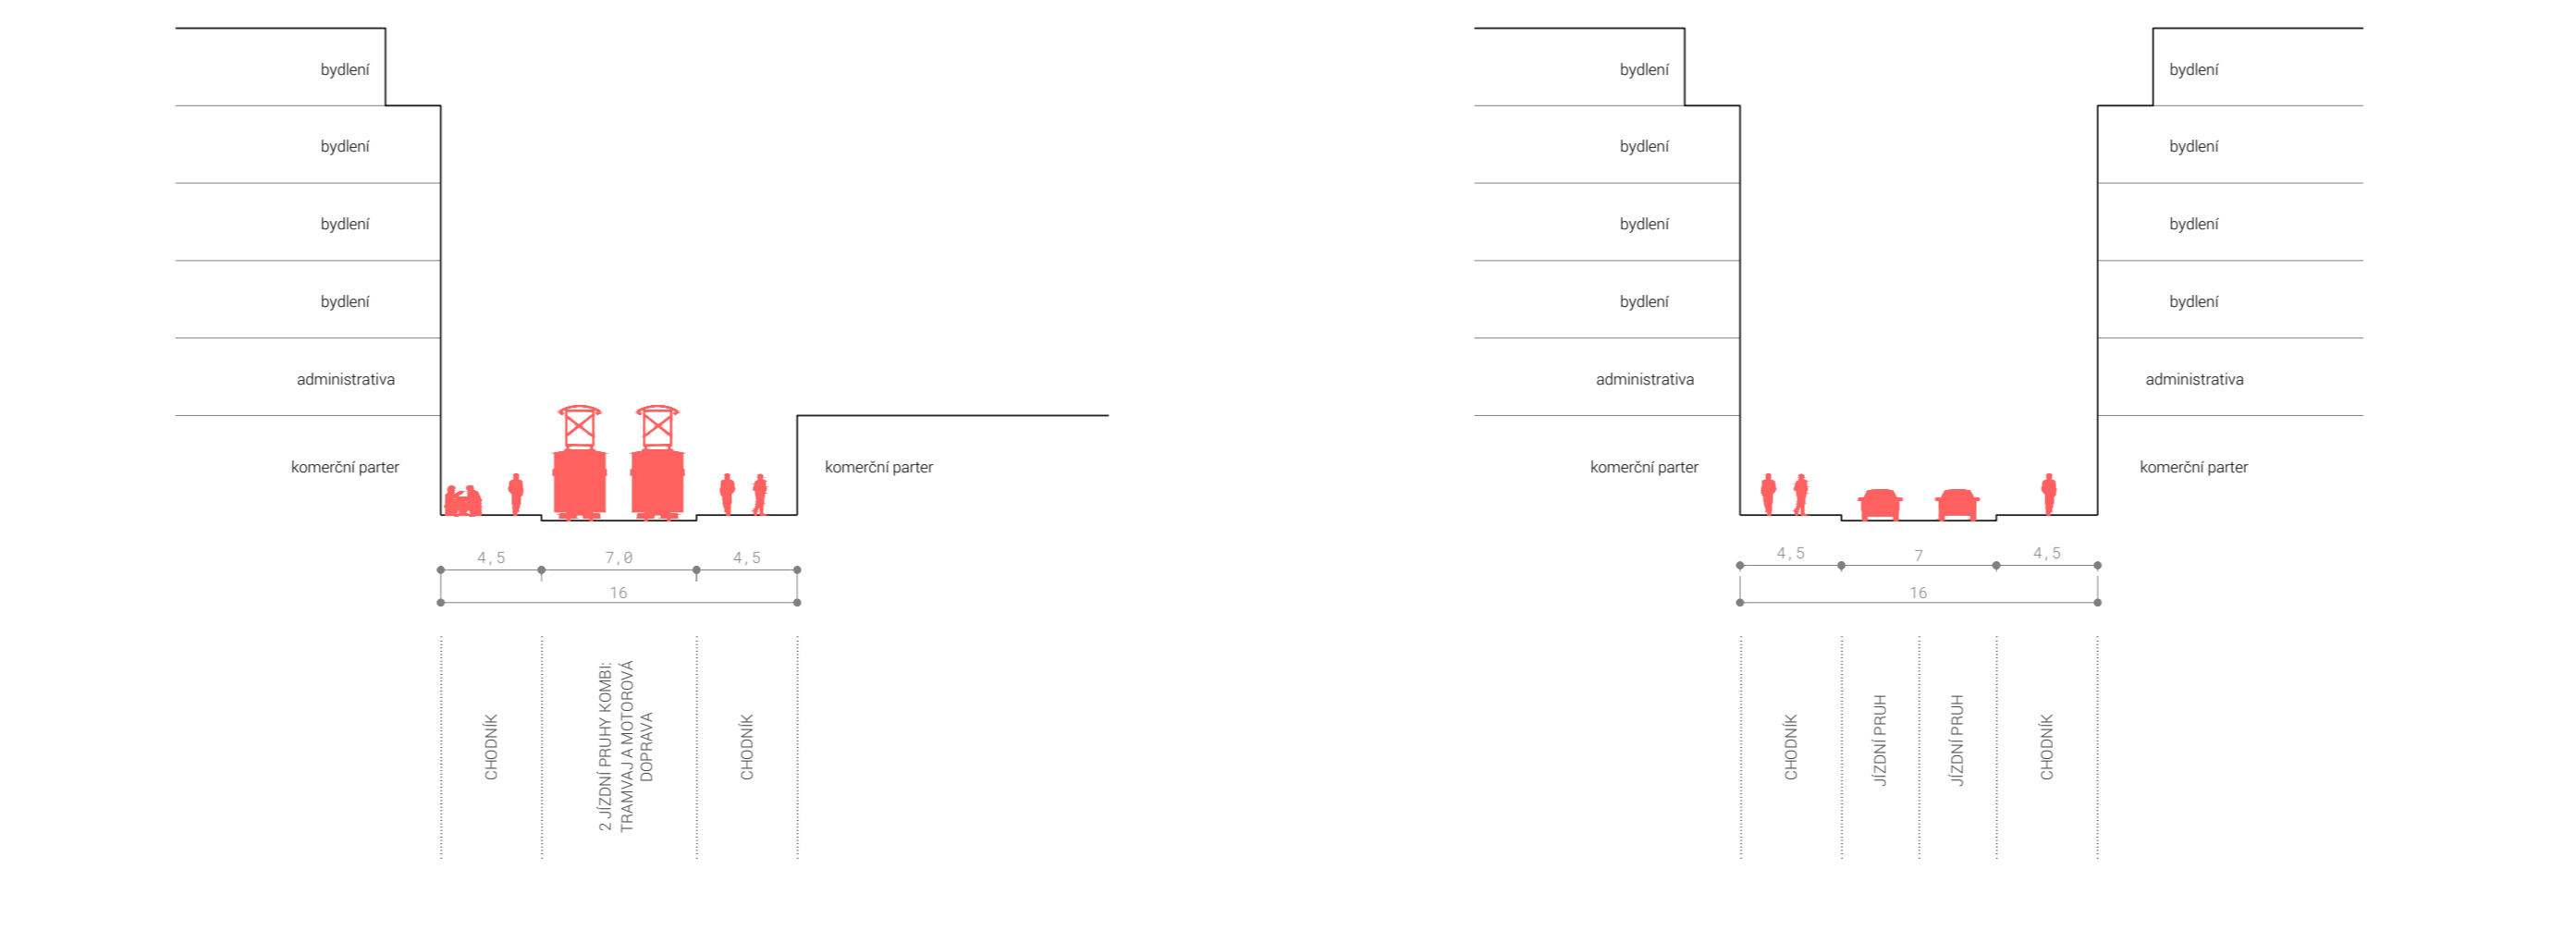 bydlení
bydlení
bydlení
bydlení
administrativa
komerční parter
komerční parter
4,5
7,0
4,5
16
CHODNÍK
2 JÍZDNÍ PRUHY KOMBI:
TRAMVAJ A MOTOROVÁ
DOPRAVA
CHODNÍK
bydlení
bydlení
bydlení
bydlení
administrativa
komerční parter
bydlení
bydlení
bydlení
bydlení
administrativa
komerční parter
4,5
7
4,5
16
CHODNÍK
JÍZDNÍ PRUH
JÍZDNÍ PRUH
CHODNÍK